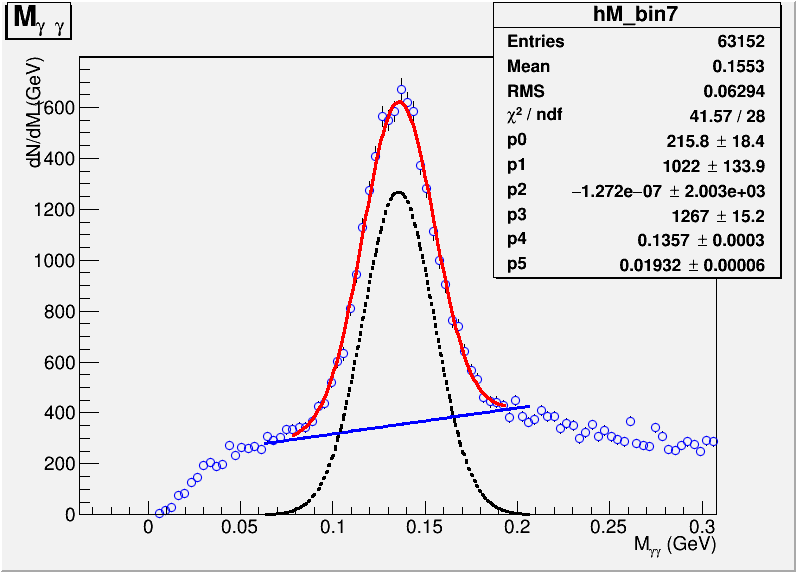 M_γγ
hM_bin7
Entries 63152
Mean 0.1553
RMS 0.06294
χ² / ndf 41.57 / 28
p0 215.8 ± 18.4
p1 1022 ± 133.9
p2 −1.272e−07 ± 2.003e+03
p3 1267 ± 15.2
p4 0.1357 ± 0.0003
p5 0.01932 ± 0.00006
dN/dM (GeV)
1600
1400
1200
1000
800
600
400
200
0
0 0.05 0.1 0.15 0.2 0.25 0.3
M_γγ (GeV)